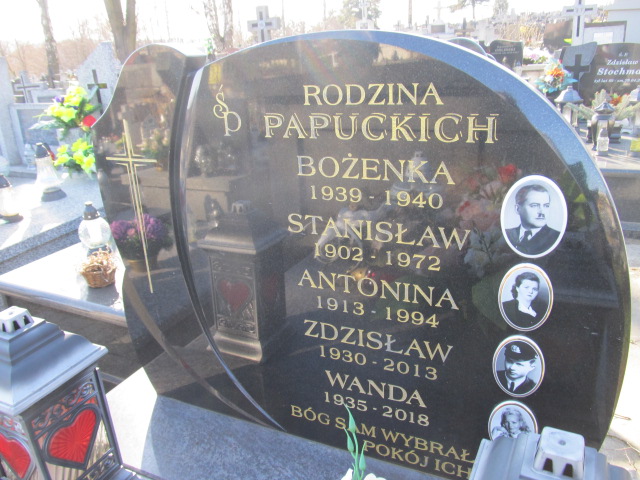 ŚP
RODZINA
PAPUCKICH
BOŻENKA
1939 - 1940
STANISŁAW
1902 - 1972
ANTONINA
1913 - 1994
ZDZISŁAW
1930 - 2013
WANDA
1935 - 2018
BÓG SAM WYBRAŁ
POKÓJ ICH
Zdzisław